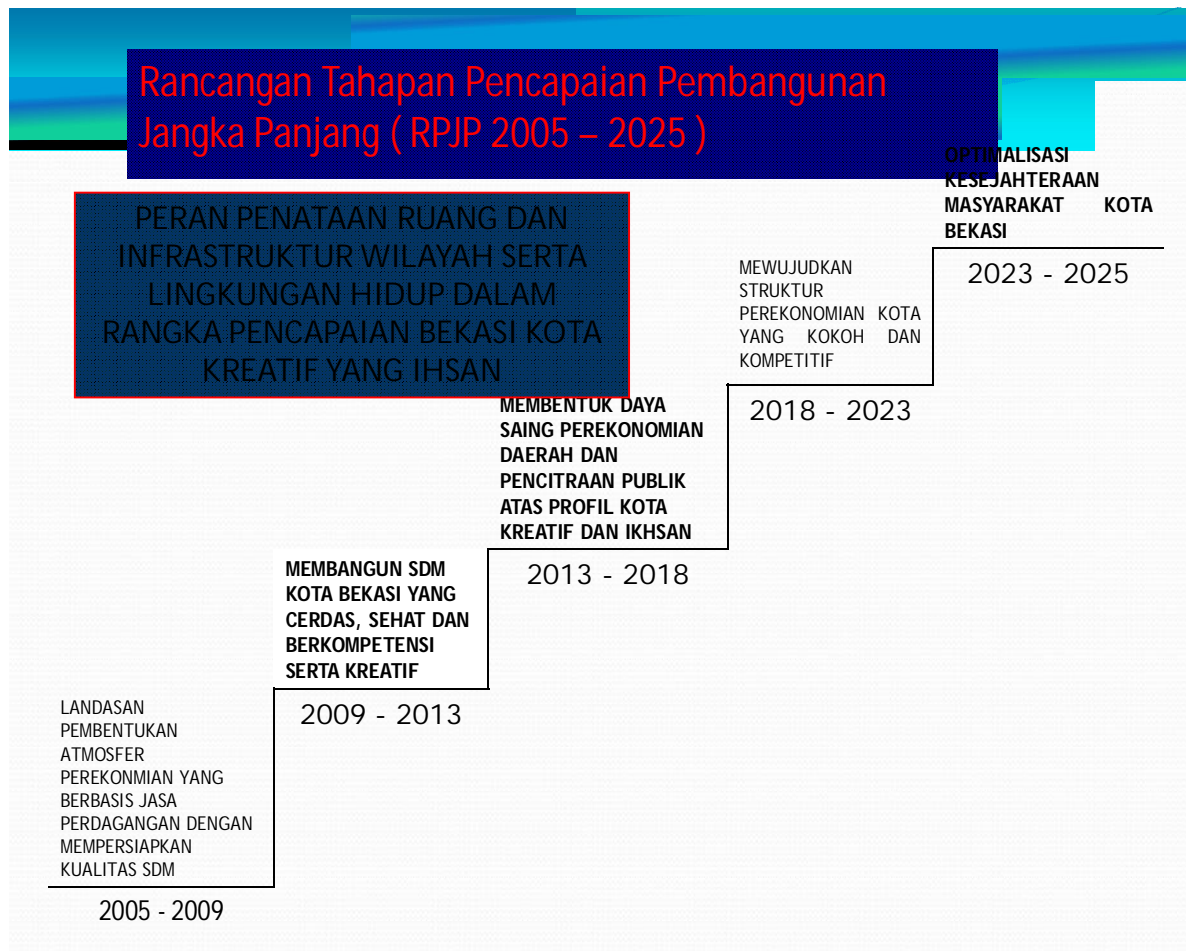 Rancangan Tahapan Pencapaian Pembangunan
Jangka Panjang ( RPJP 2005 – 2025 )
PERAN PENATAAN RUANG DAN
INFRASTRUKTUR WILAYAH SERTA
LINGKUNGAN HIDUP DALAM
RANGKA PENCAPAIAN BEKASI KOTA
KREATIF YANG IHSAN
OPTIMALISASI
KESEJAHTERAAN
MASYARAKAT KOTA
BEKASI
2023 - 2025
MEWUJUDKAN
STRUKTUR
PEREKONOMIAN KOTA
YANG KOKOH DAN
KOMPETITIF
2018 - 2023
MEMBENTUK DAYA
SAING PEREKONOMIAN
DAERAH DAN
PENCITRAAN PUBLIK
ATAS PROFIL KOTA
KREATIF DAN IKHSAN
2013 - 2018
MEMBANGUN SDM
KOTA BEKASI YANG
CERDAS, SEHAT DAN
BERKOMPETENSI
SERTA KREATIF
2009 - 2013
LANDASAN
PEMBENTUKAN
ATMOSFER
PEREKONMIAN YANG
BERBASIS JASA
PERDAGANGAN DENGAN
MEMPERSIAPKAN
KUALITAS SDM
2005 - 2009